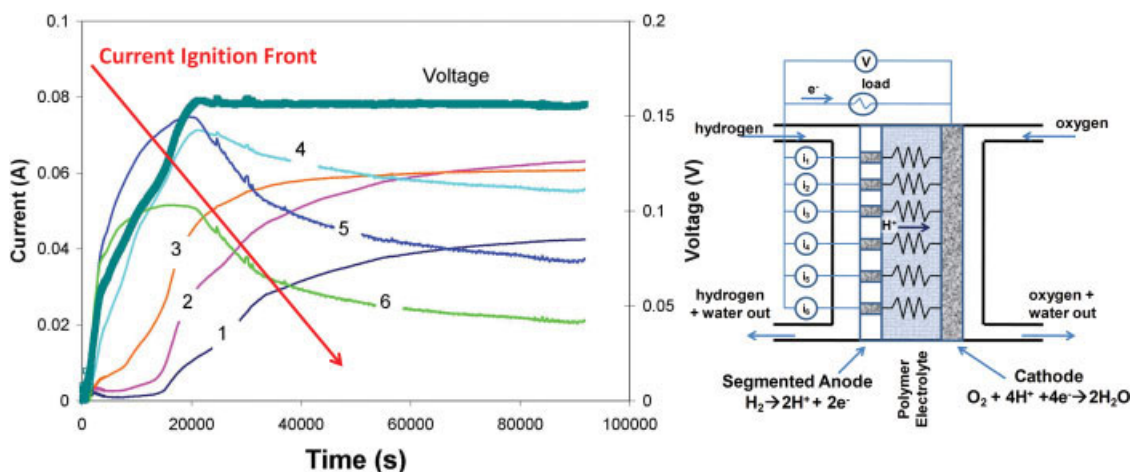 0.1
0.08
0.06
0.04
0.02
0
Current (A)
Current Ignition Front
Voltage
4
5
3
2
6
1
0.2
0.15
0.1
0.05
0
Voltage (V)
0 20000 40000 60000 80000 100000
Time (s)
V
load
e-
hydrogen
oxygen
i1
i2
i3
H+
i4
i5
i6
hydrogen
+ water out
oxygen +
water out
Segmented Anode
H2→2H+ + 2e-
Polymer
Electrolyte
Cathode
O2 + 4H+ +4e-→2H2O